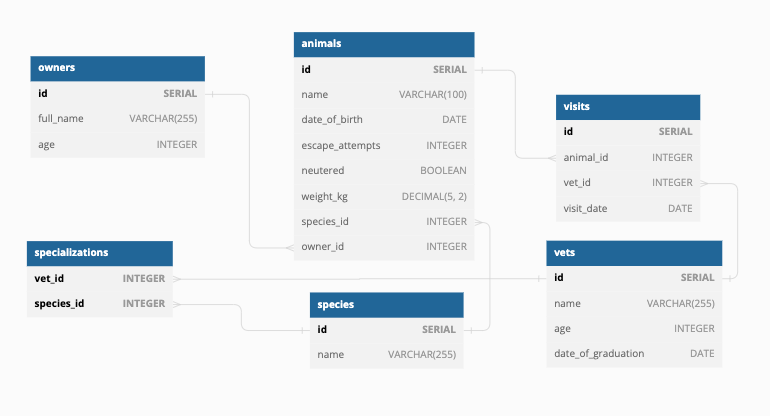 owners
id SERIAL
full_name VARCHAR(255)
age INTEGER
animals
id SERIAL
name VARCHAR(100)
date_of_birth DATE
escape_attempts INTEGER
neutered BOOLEAN
weight_kg DECIMAL(5, 2)
species_id INTEGER
owner_id INTEGER
visits
id SERIAL
animal_id INTEGER
vet_id INTEGER
visit_date DATE
specializations
vet_id INTEGER
species_id INTEGER
species
id SERIAL
name VARCHAR(255)
vets
id SERIAL
name VARCHAR(255)
age INTEGER
date_of_graduation DATE